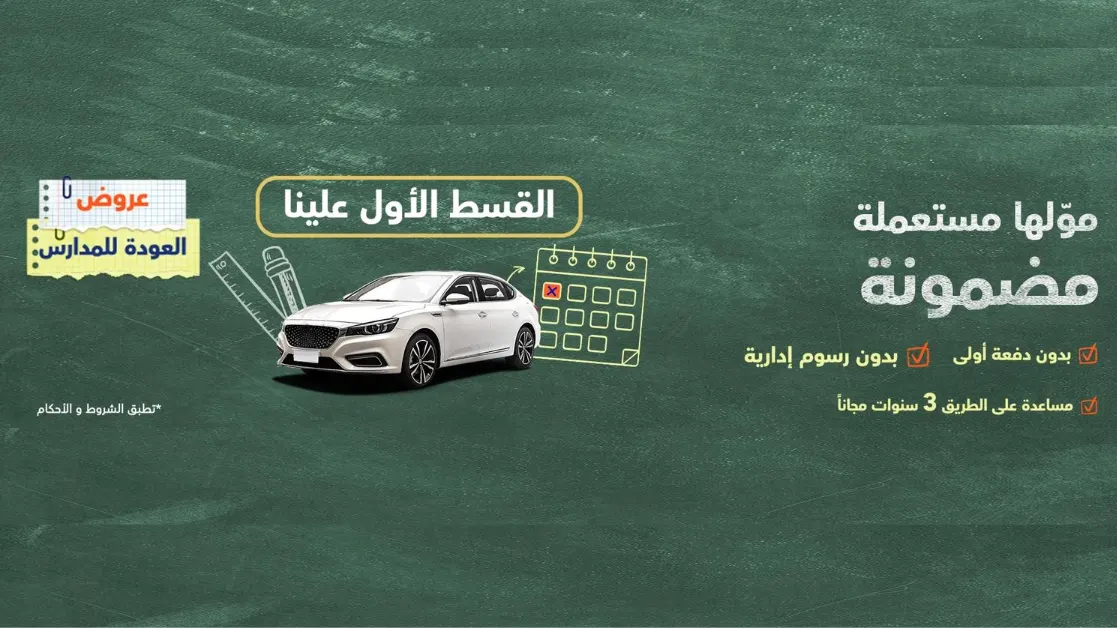 موّلها مستعملة
مضمونة
بدون دفعة أولى
بدون رسوم إدارية
مساعدة على الطريق 3 سنوات مجاناً
القسط الأول علينا
عروض
العودة للمدارس
*تطبق الشروط و الأحكام